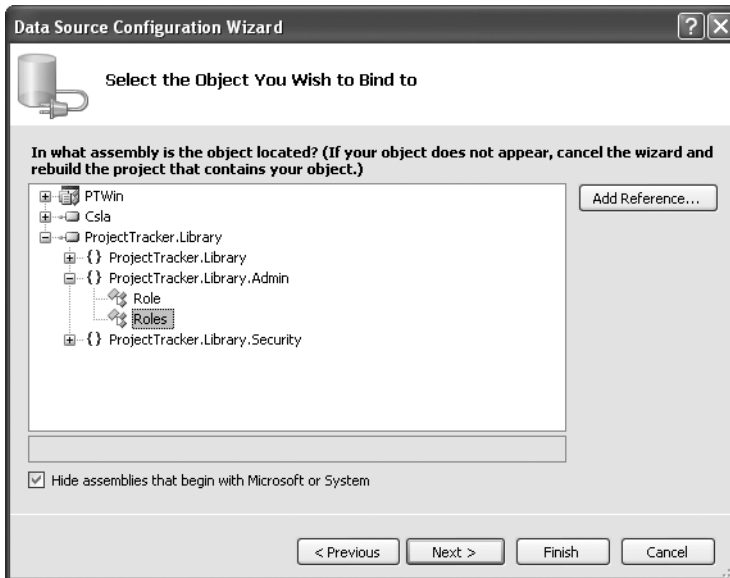 Data Source Configuration Wizard
Select the Object You Wish to Bind to
In what assembly is the object located? (If your object does not appear, cancel the wizard and
rebuild the project that contains your object.)
PTWin
Add Reference...
Csla
ProjectTracker.Library
{} ProjectTracker.Library
{} ProjectTracker.Library.Admin
Role
Roles
{} ProjectTracker.Library.Security
Hide assemblies that begin with Microsoft or System
< Previous
Next >
Finish
Cancel